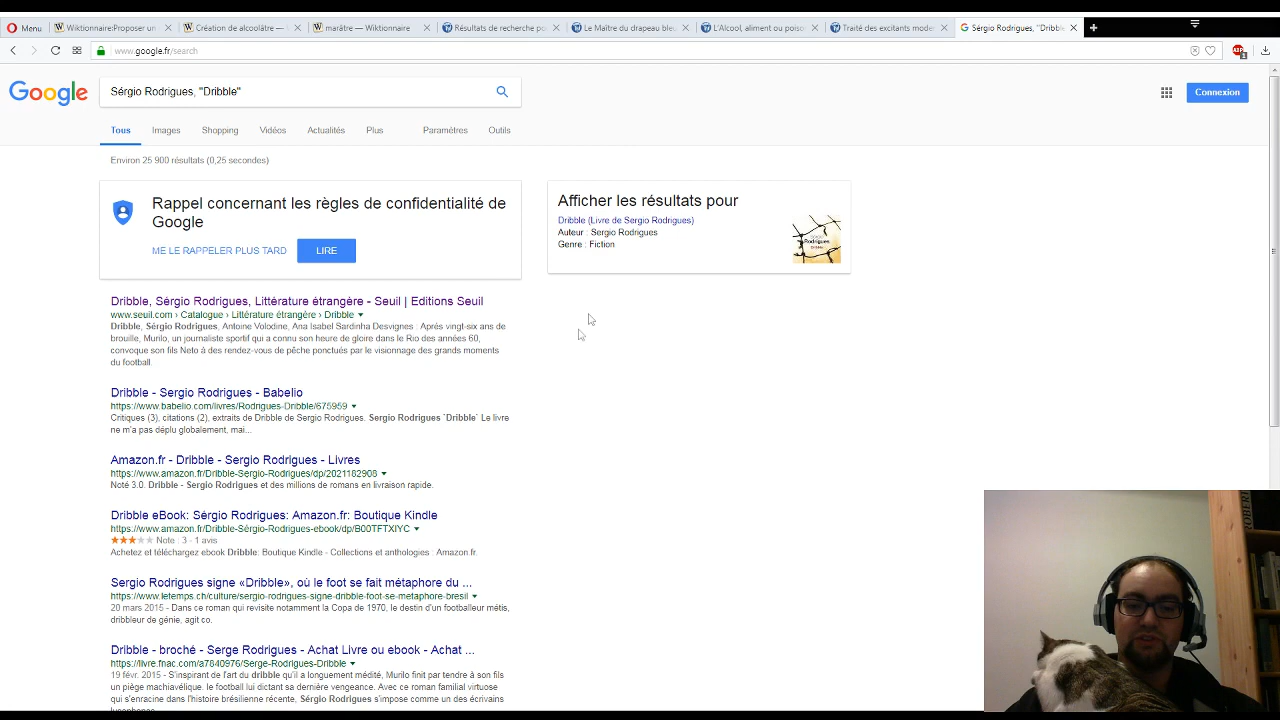 Menu
Wiktionnaire:Proposer un
Création de alcoolâtre —
marâtre — Wiktionnaire
Résultats de recherche po
Le Maître du drapeau bleu
L'Alcool, aliment ou poiso
Traité des excitants mode
Sérgio Rodrigues, "Dribble
www.google.fr/search
Google
Sérgio Rodrigues, "Dribble"
Connexion
Tous Images Shopping Vidéos Actualités Plus Paramètres Outils
Environ 25 900 résultats (0,25 secondes)
Rappel concernant les règles de confidentialité de
Google
ME LE RAPPELER PLUS TARD
LIRE
Afficher les résultats pour
Dribble (Livre de Sergio Rodrigues)
Auteur : Sergio Rodrigues
Genre : Fiction
Rodrigues
Dribble, Sérgio Rodrigues, Littérature étrangère - Seuil | Editions Seuil
www.seuil.com › Catalogue › Littérature étrangère › Dribble
Dribble, Sérgio Rodrigues, Antoine Volodine, Ana Isabel Sardinha Desvignes : Après vingt-six ans de
brouille, Murilo, un journaliste sportif qui a connu son heure de gloire dans le Rio des années 60,
convoque son fils Neto à des rendez-vous de pêche ponctués par le visionnage des grands moments
du football.
Dribble - Sergio Rodrigues - Babelio
https://www.babelio.com/livres/Rodrigues-Dribble/675959
Critiques (3), citations (2), extraits de Dribble de Sergio Rodrigues. Sergio Rodrigues `Dribble` Le livre
ne m'a pas déplu globalement, mai...
Amazon.fr - Dribble - Sergio Rodrigues - Livres
https://www.amazon.fr/Dribble-Sergio-Rodrigues/dp/2021182908
Noté 3.0. Dribble - Sergio Rodrigues et des millions de romans en livraison rapide.
Dribble eBook: Sérgio Rodrigues: Amazon.fr: Boutique Kindle
https://www.amazon.fr/Dribble-Sérgio-Rodrigues-ebook/dp/B00TFTXIYC
Note : 3 - 1 avis
Achetez et téléchargez ebook Dribble: Boutique Kindle - Collections et anthologies : Amazon.fr.
Sergio Rodrigues signe «Dribble», où le foot se fait métaphore du ...
https://www.letemps.ch/culture/sergio-rodrigues-signe-dribble-foot-se-metaphore-bresil
20 mars 2015 - Dans ce roman qui revisite notamment la Copa de 1970, le destin d'un footballeur métis,
dribbleur de génie, agit co.
Dribble - broché - Serge Rodrigues - Achat Livre ou ebook - Achat ...
https://livre.fnac.com/a7840976/Serge-Rodrigues-Dribble
19 févr. 2015 - S'inspirant de l'art du dribble qu'il a longuement médité, Murilo finit par tendre à son fils
un piège machiavélique, le football lui dictant sa dernière vengeance. Avec ce roman familial virtuose
qui s'enracine dans l'histoire brésilienne récente, Sérgio Rodrigues s'impose comme un des écrivains